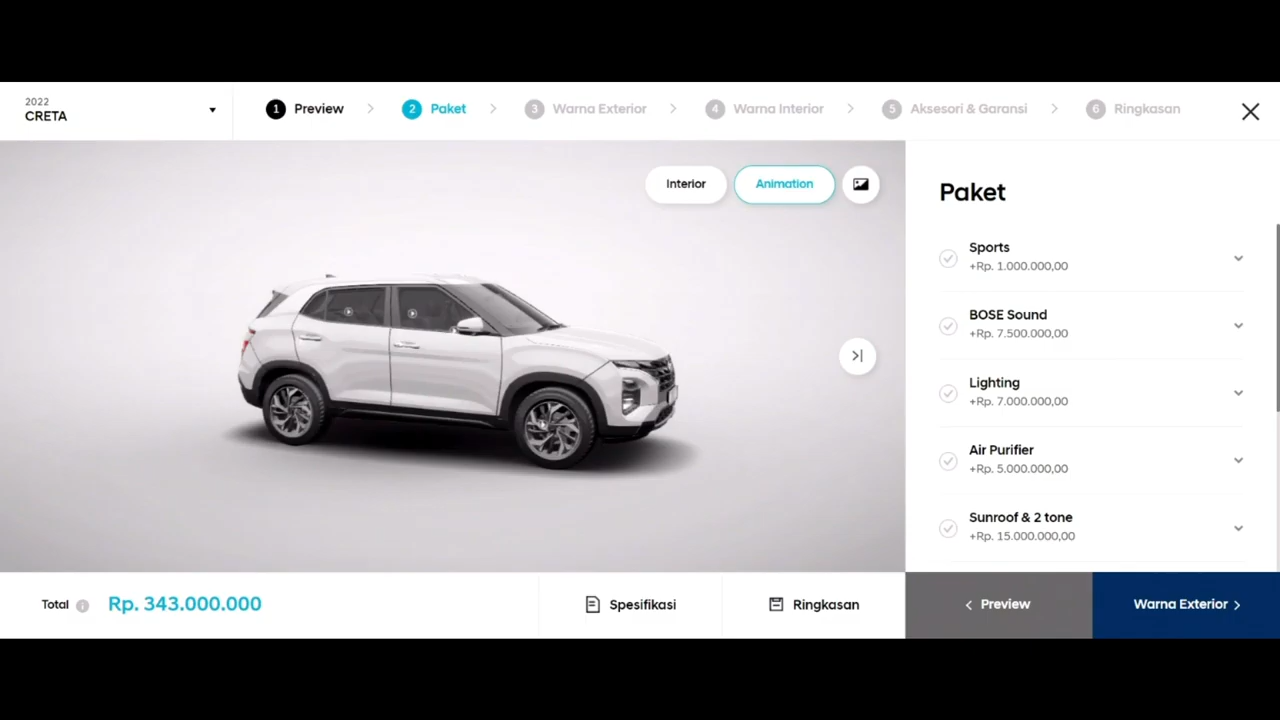 2022
CRETA
1 Preview
2 Paket
3 Warna Exterior
4 Warna Interior
5 Aksesori & Garansi
6 Ringkasan
Interior
Animation
Paket
Sports
+Rp. 1.000.000,00
BOSE Sound
+Rp. 7.500.000,00
Lighting
+Rp. 7.000.000,00
Air Purifier
+Rp. 5.000.000,00
Sunroof & 2 tone
+Rp. 15.000.000,00
Total Rp. 343.000.000
Spesifikasi
Ringkasan
Preview
Warna Exterior